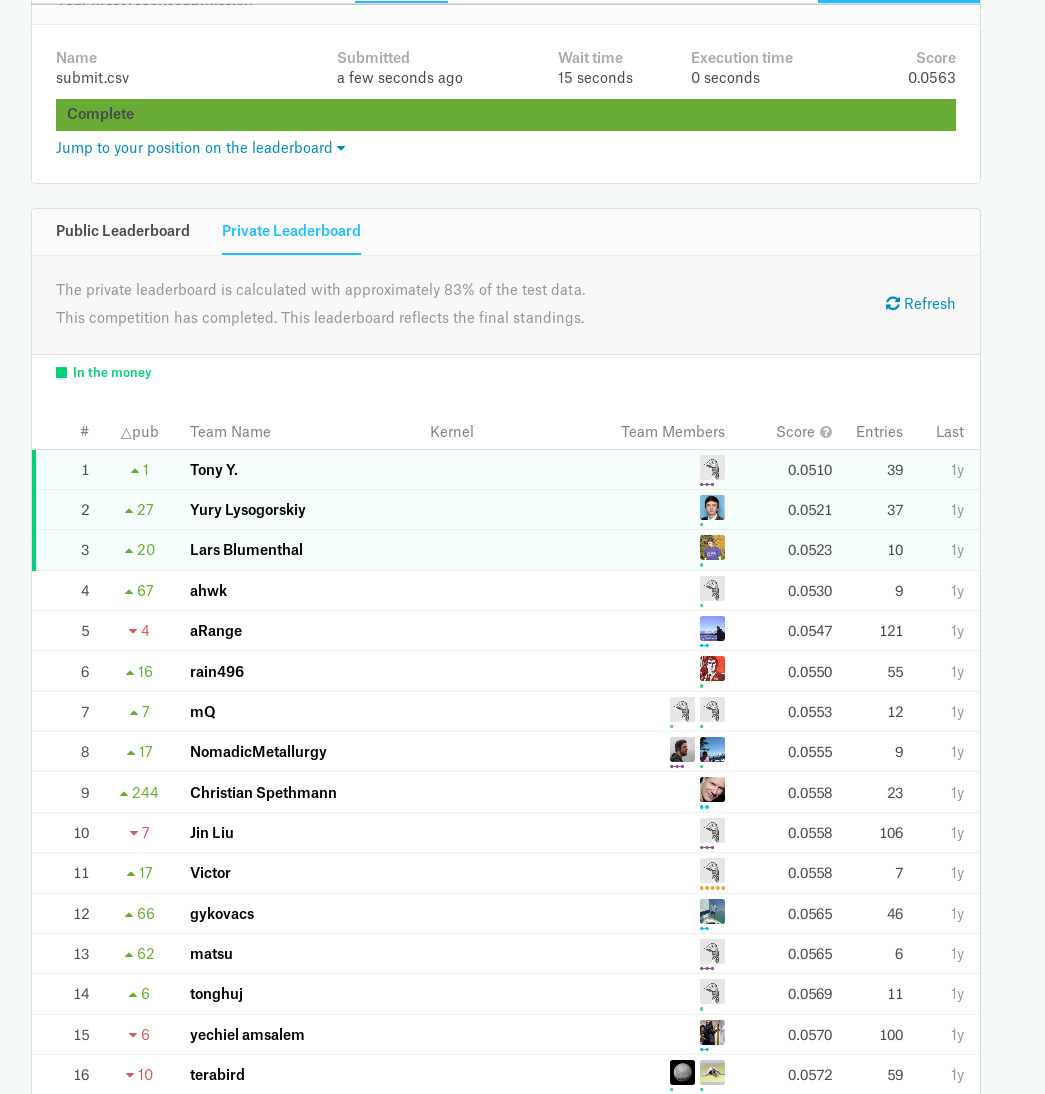 Name Submitted Wait time Execution time Score
submit.csv a few seconds ago 15 seconds 0 seconds 0.0563
Complete
Jump to your position on the leaderboard
Public Leaderboard Private Leaderboard
The private leaderboard is calculated with approximately 83% of the test data.
This competition has completed. This leaderboard reflects the final standings.
Refresh
In the money
# △pub Team Name Kernel Team Members Score Entries Last
1 ▲1 Tony Y. 0.0510 39 1y
2 ▲27 Yury Lysogorskiy 0.0521 37 1y
3 ▲20 Lars Blumenthal 0.0523 10 1y
4 ▲67 ahwk 0.0530 9 1y
5 ▼4 aRange 0.0547 121 1y
6 ▲16 rain496 0.0550 55 1y
7 ▲7 mQ 0.0553 12 1y
8 ▲17 NomadicMetallurgy 0.0555 9 1y
9 ▲244 Christian Spethmann 0.0558 23 1y
10 ▼7 Jin Liu 0.0558 106 1y
11 ▲17 Victor 0.0558 7 1y
12 ▲66 gykovacs 0.0565 46 1y
13 ▲62 matsu 0.0565 6 1y
14 ▲6 tonghuj 0.0569 11 1y
15 ▼6 yechiel amsalem 0.0570 100 1y
16 ▼10 terabird 0.0572 59 1y